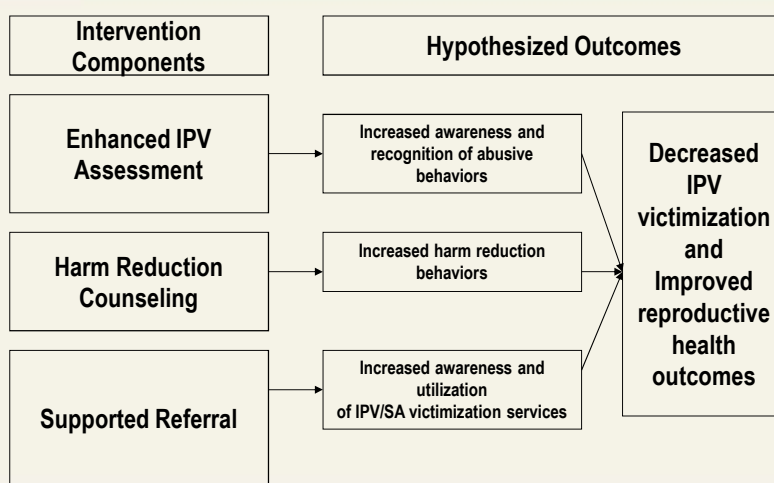 Intervention
Components
Hypothesized Outcomes
Enhanced IPV
Assessment
Increased awareness and
recognition of abusive
behaviors
Harm Reduction
Counseling
Increased harm reduction
behaviors
Supported Referral
Increased awareness and
utilization
of IPV/SA victimization services
Decreased
IPV
victimization
and
Improved
reproductive
health
outcomes